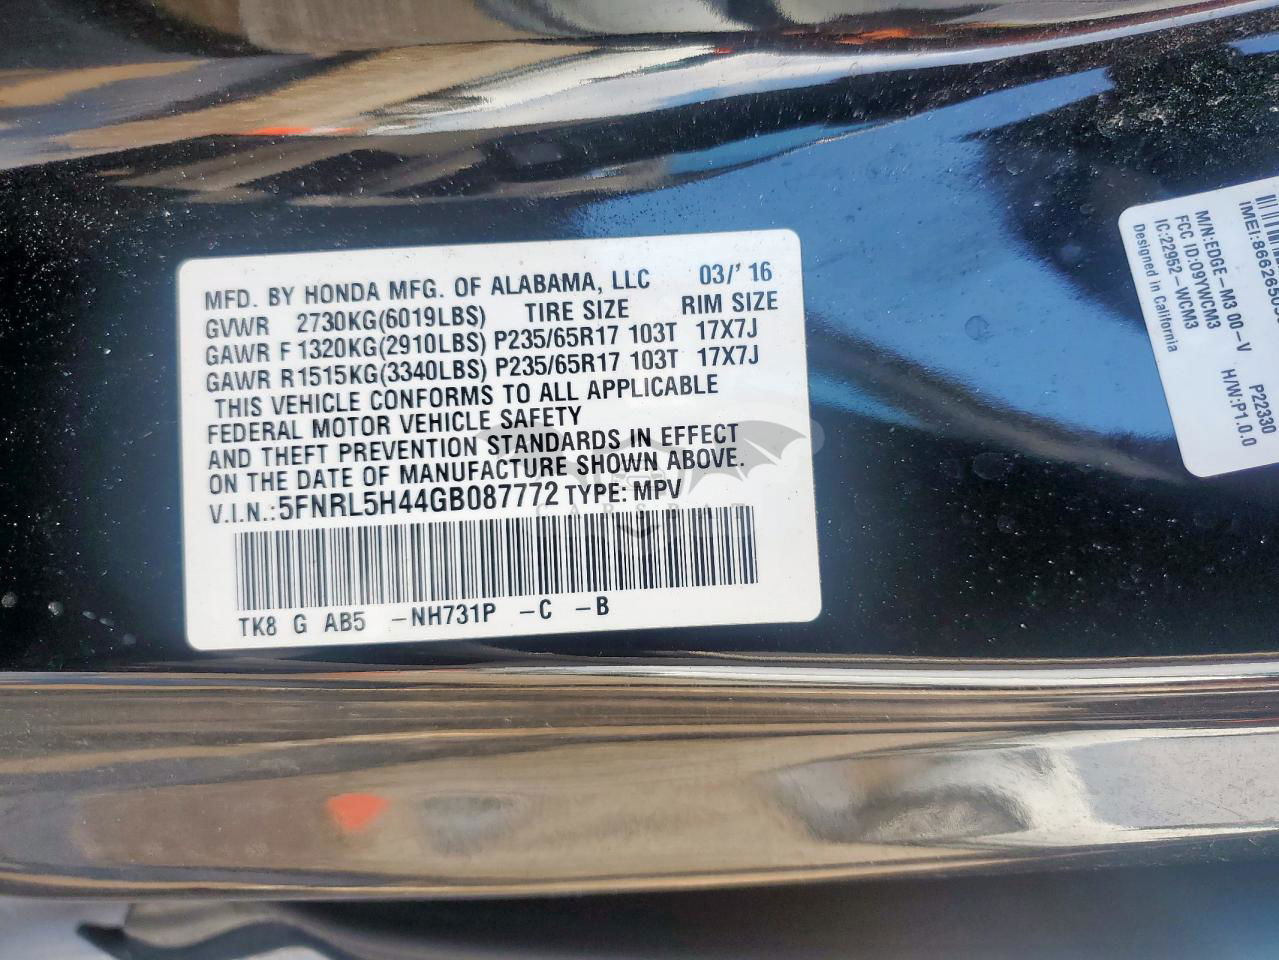 MFD. BY HONDA MFG. OF ALABAMA, LLC 03/'16
GVWR 2730KG(6019LBS) TIRE SIZE RIM SIZE
GAWR F 1320KG(2910LBS) P235/65R17 103T 17X7J
GAWR R1515KG(3340LBS) P235/65R17 103T 17X7J
THIS VEHICLE CONFORMS TO ALL APPLICABLE
FEDERAL MOTOR VEHICLE SAFETY
AND THEFT PREVENTION STANDARDS IN EFFECT
ON THE DATE OF MANUFACTURE SHOWN ABOVE.
V.I.N.:5FNRL5H44GB087772 TYPE: MPV
TK8 G AB5 -NH731P -C -B
M/N:EDGE-M3 00-V P22330
FCC ID:O9YWCM3 H/W:P1.0.0
IC:22952-WCM3
Designed in California